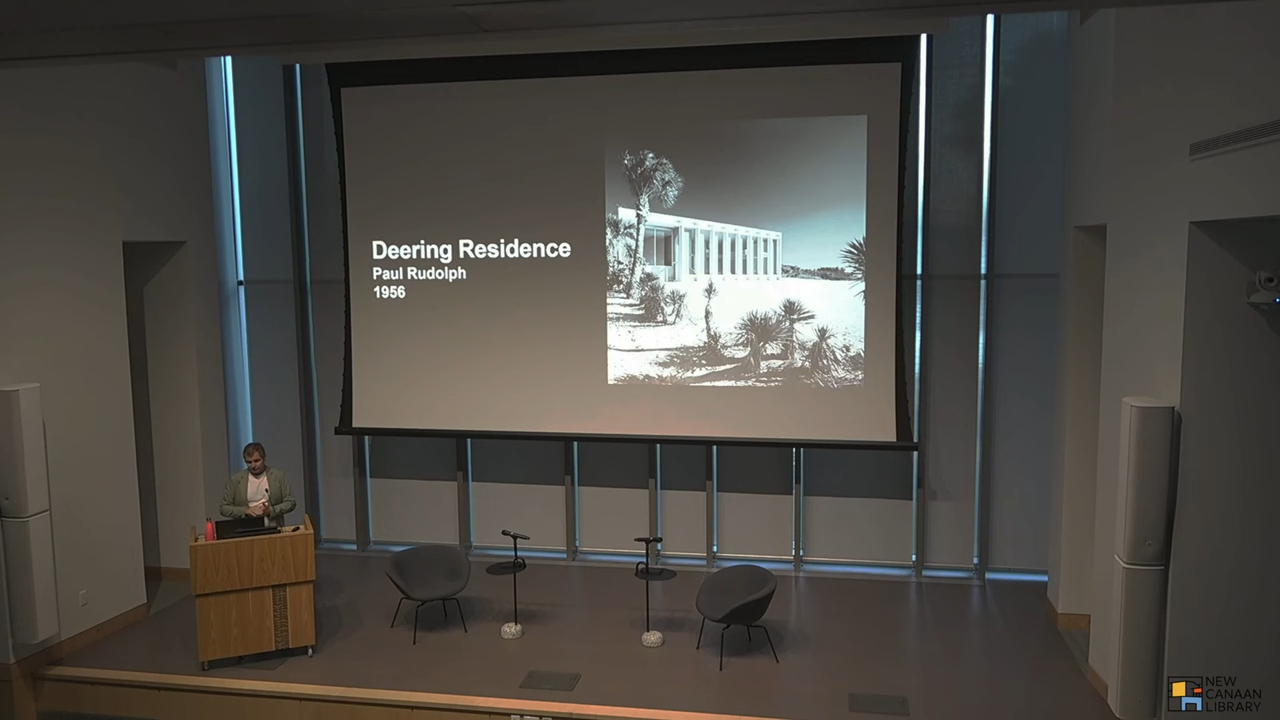 Deering Residence
Paul Rudolph
1956
NEW
CANAAN
LIBRARY